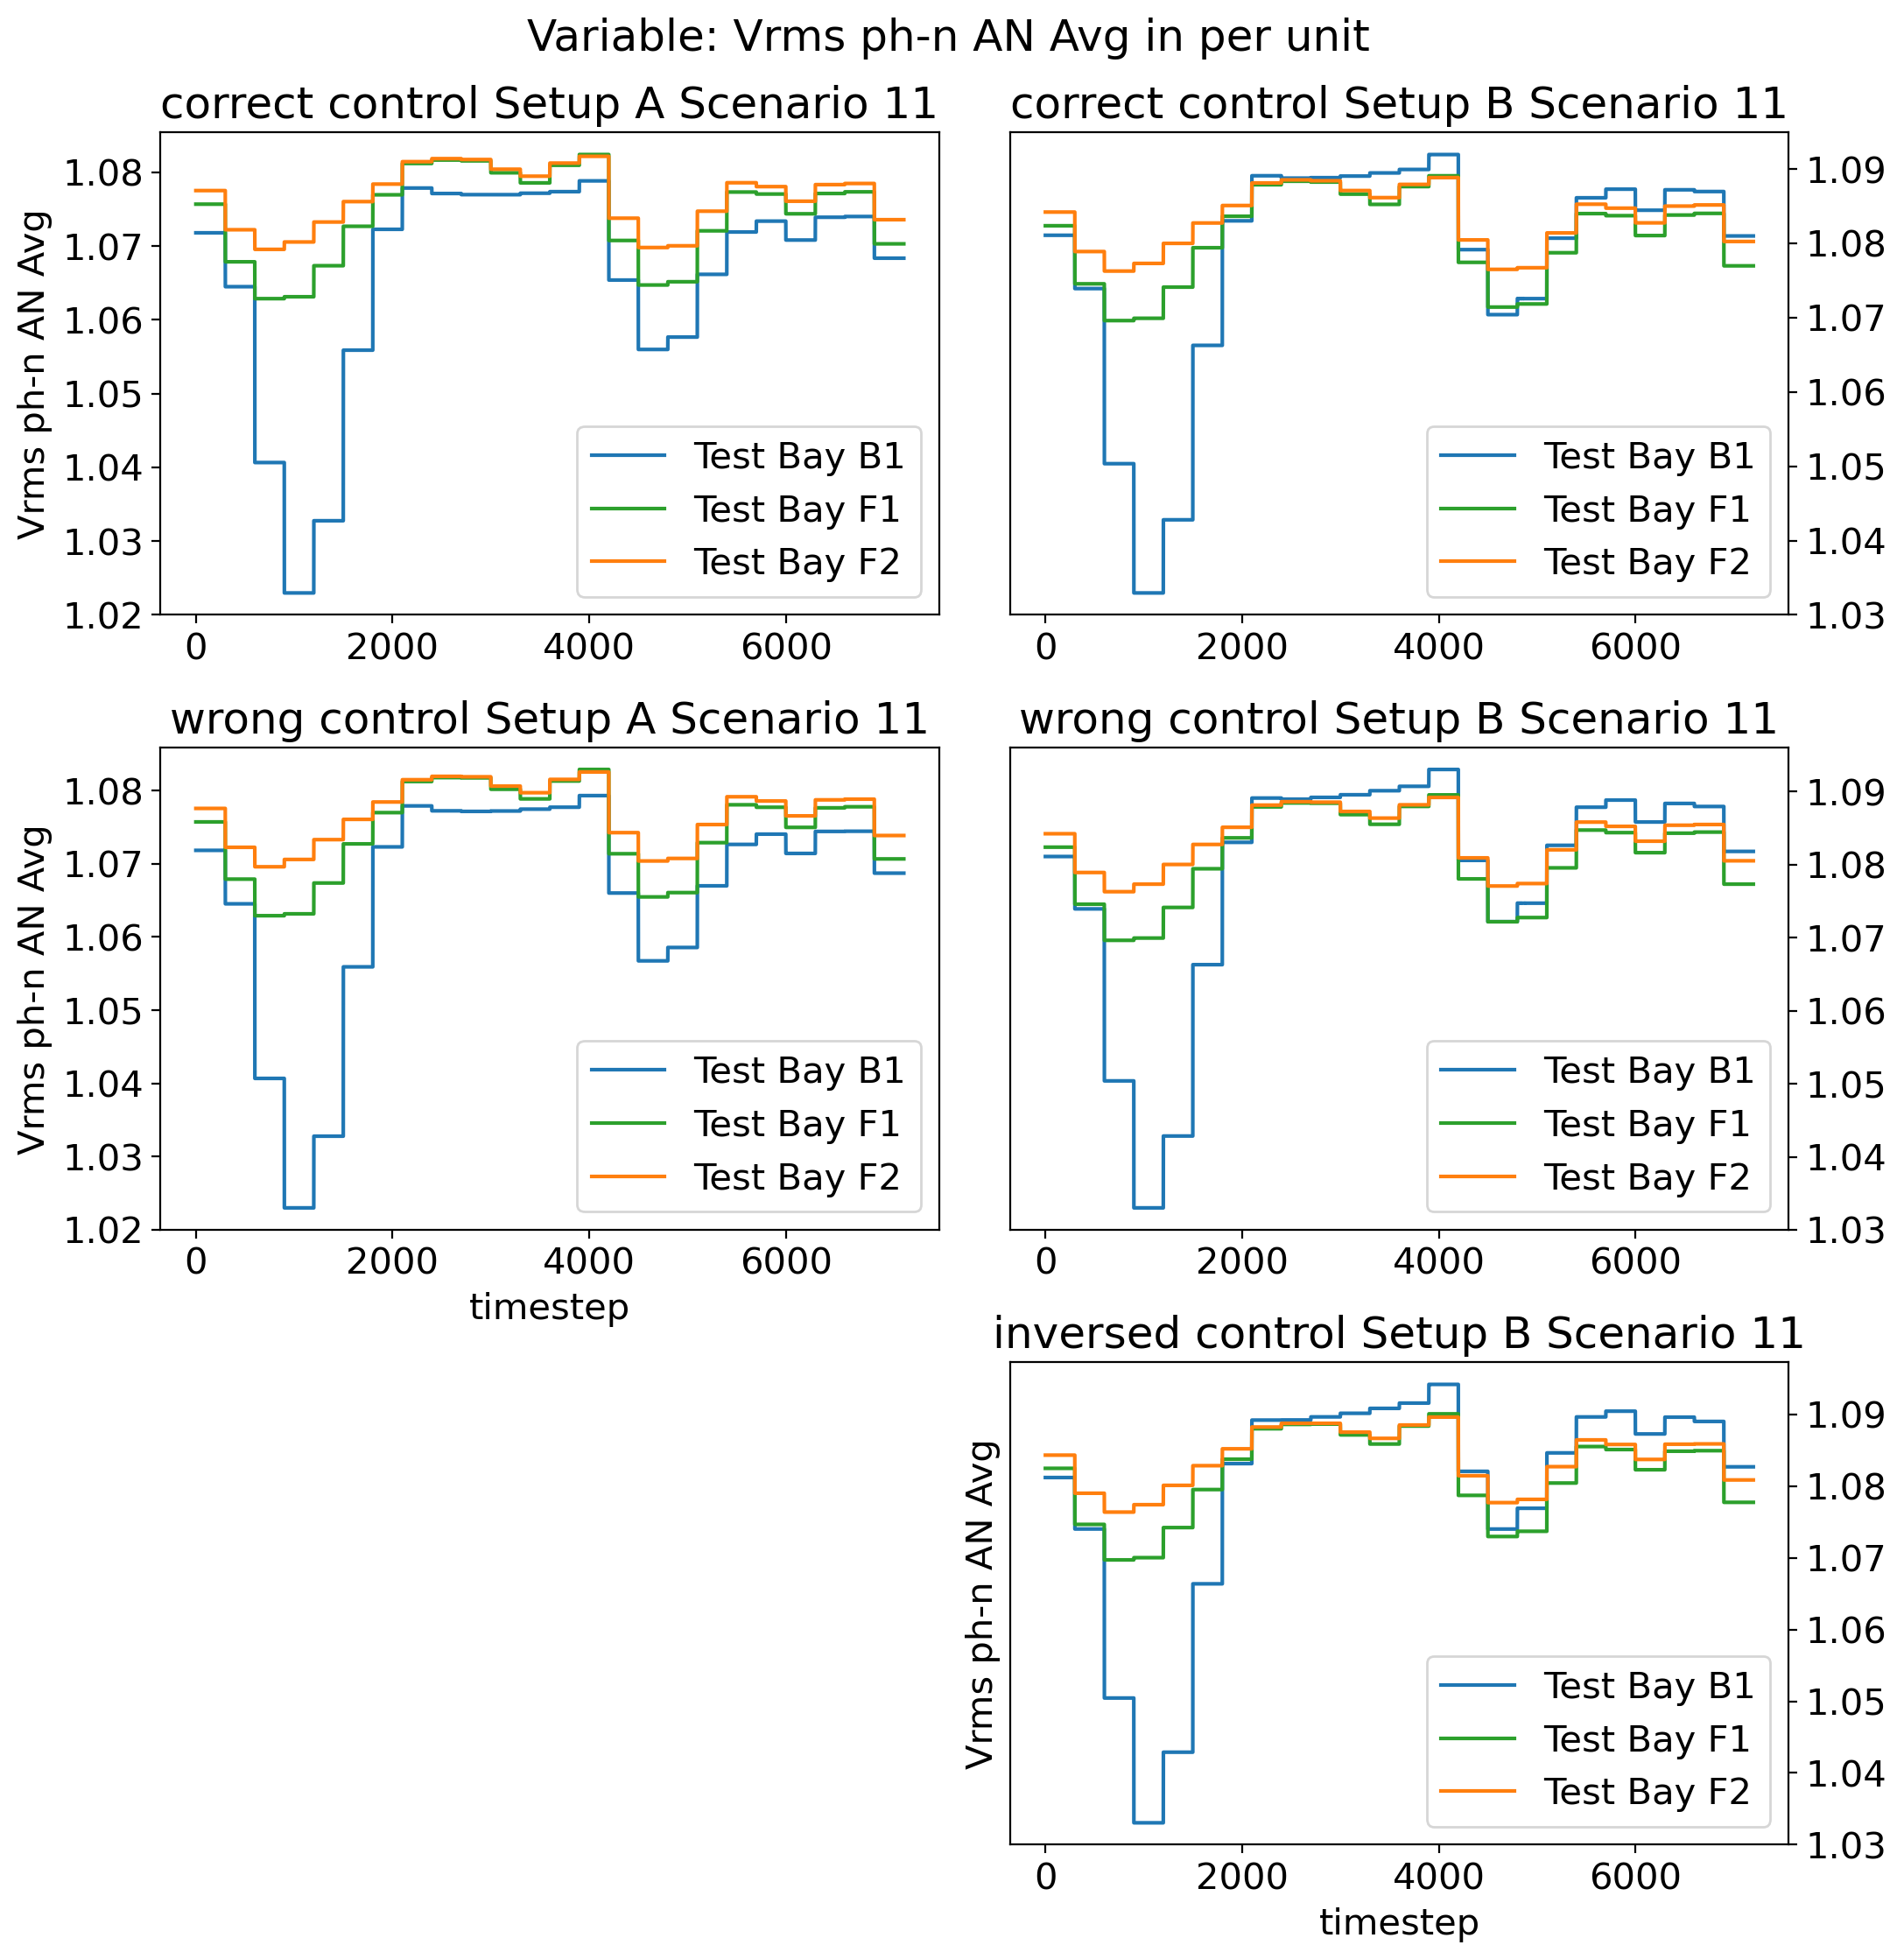 Variable: Vrms ph-n AN Avg in per unit
correct control Setup A Scenario 11
Vrms ph-n AN Avg
1.08
1.07
1.06
1.05
1.04
1.03
1.02
0 2000 4000 6000
Test Bay B1
Test Bay F1
Test Bay F2
correct control Setup B Scenario 11
1.09
1.08
1.07
1.06
1.05
1.04
1.03
0 2000 4000 6000
Test Bay B1
Test Bay F1
Test Bay F2
wrong control Setup A Scenario 11
Vrms ph-n AN Avg
1.08
1.07
1.06
1.05
1.04
1.03
1.02
0 2000 4000 6000
timestep
Test Bay B1
Test Bay F1
Test Bay F2
wrong control Setup B Scenario 11
1.09
1.08
1.07
1.06
1.05
1.04
1.03
0 2000 4000 6000
Test Bay B1
Test Bay F1
Test Bay F2
inversed control Setup B Scenario 11
Vrms ph-n AN Avg
1.09
1.08
1.07
1.06
1.05
1.04
1.03
0 2000 4000 6000
timestep
Test Bay B1
Test Bay F1
Test Bay F2